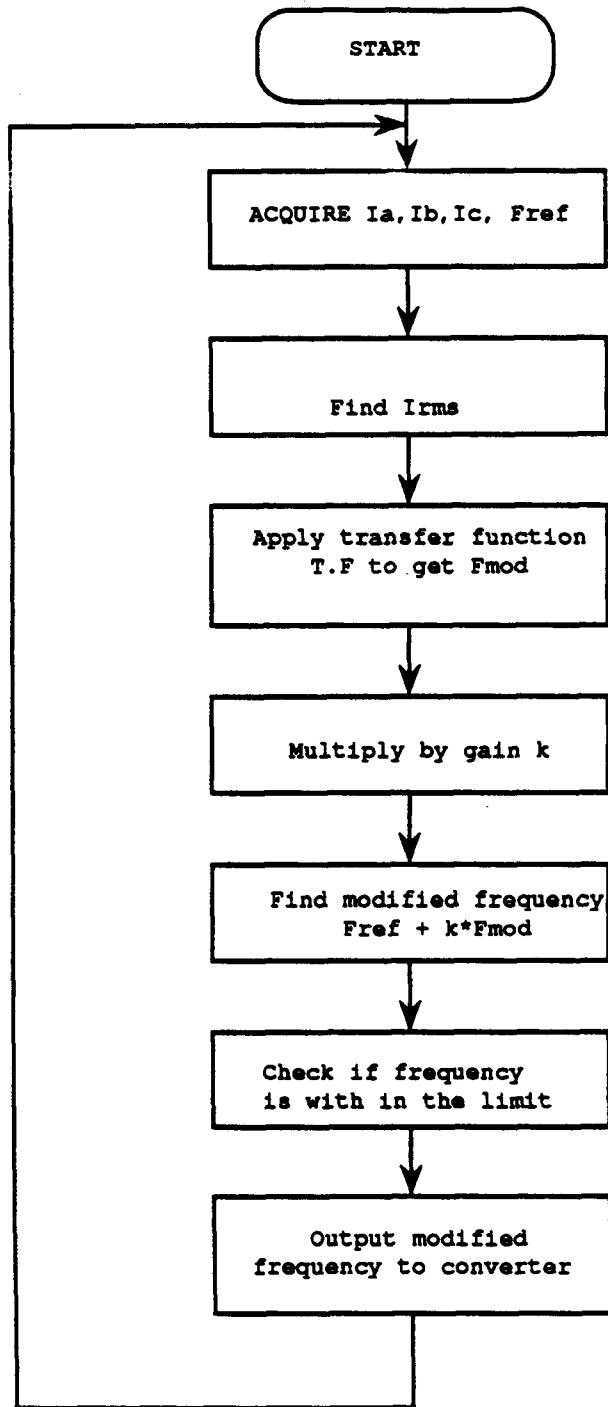 START
ACQUIRE Ia,Ib,Ic, Fref
Find Irms
Apply transfer function
T.F to get Fmod
Multiply by gain k
Find modified frequency
Fref + k*Fmod
Check if frequency
is with in the limit
Output modified
frequency to converter